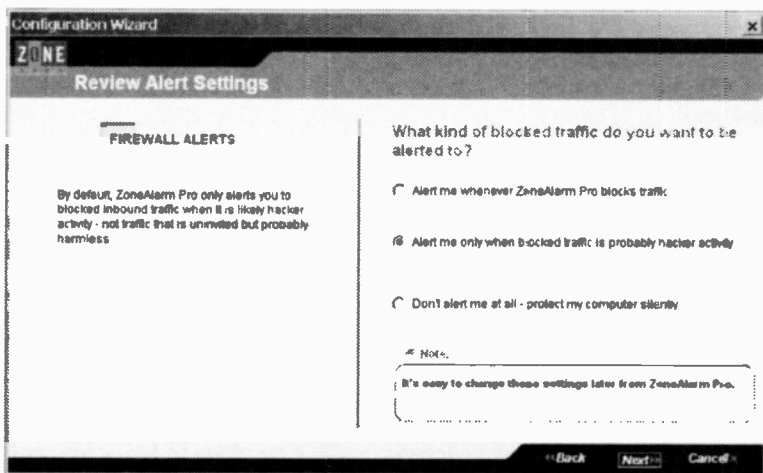 Configuration Wizard
ZONE
Review Alert Settings
FIREWALL ALERTS
By default, ZoneAlarm Pro only alerts you to
blocked inbound traffic when it is likely hacker
activity - not traffic that is uninvited but probably
harmless
What kind of blocked traffic do you want to be
alerted to?
Alert me whenever ZoneAlarm Pro blocks traffic
Alert me only when blocked traffic is probably hacker activity
Don't alert me at all - protect my computer silently
Note.
It's easy to change these settings later from ZoneAlarm Pro.
Back Next Cancel